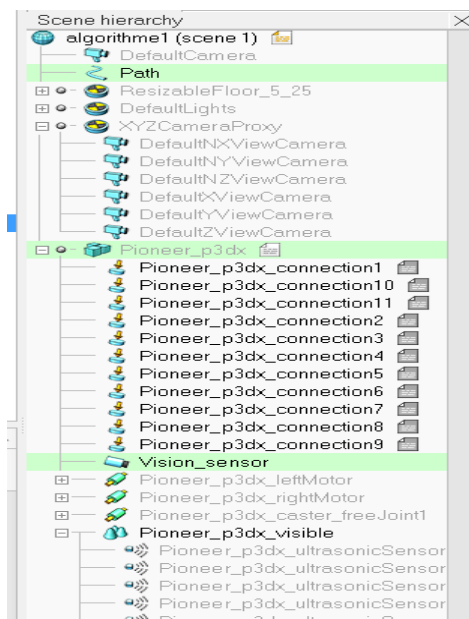 Scene hierarchy
algorithme1 (scene 1)
DefaultCamera
Path
ResizableFloor_5_25
DefaultLights
XYZCameraProxy
DefaultNXViewCamera
DefaultNYViewCamera
DefaultNZViewCamera
DefaultXViewCamera
DefaultYViewCamera
DefaultZViewCamera
Pioneer_p3dx
Pioneer_p3dx_connection1
Pioneer_p3dx_connection10
Pioneer_p3dx_connection11
Pioneer_p3dx_connection2
Pioneer_p3dx_connection3
Pioneer_p3dx_connection4
Pioneer_p3dx_connection5
Pioneer_p3dx_connection6
Pioneer_p3dx_connection7
Pioneer_p3dx_connection8
Pioneer_p3dx_connection9
Vision_sensor
Pioneer_p3dx_leftMotor
Pioneer_p3dx_rightMotor
Pioneer_p3dx_caster_freeJoint1
Pioneer_p3dx_visible
Pioneer_p3dx_ultrasonicSensor
Pioneer_p3dx_ultrasonicSensor
Pioneer_p3dx_ultrasonicSensor
Pioneer_p3dx_ultrasonicSensor